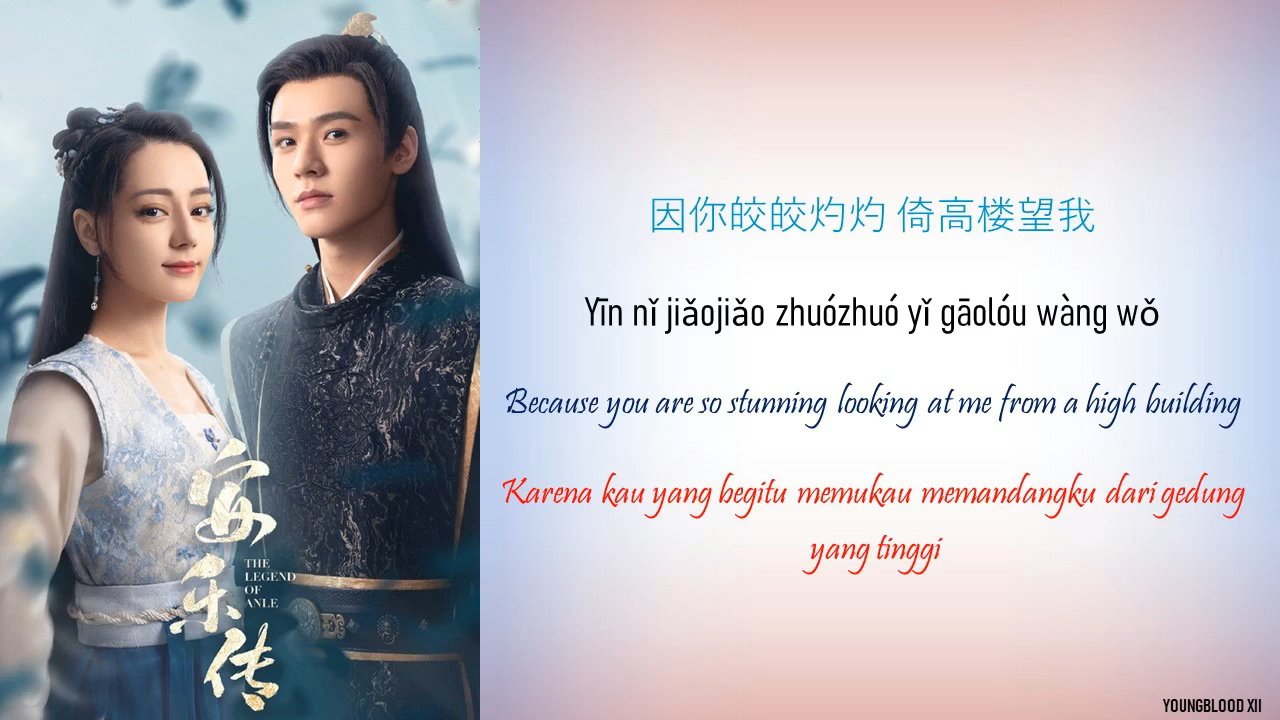 安乐传
THE
LEGEND
OF
ANLE
因你皎皎灼灼 倚高楼望我
Yīn nǐ jiǎojiǎo zhuózhuó yǐ gāolóu wàng wǒ
Because you are so stunning looking at me from a high building
Karena kau yang begitu memukau memandangku dari gedung
yang tinggi
YOUNGBLOOD XII